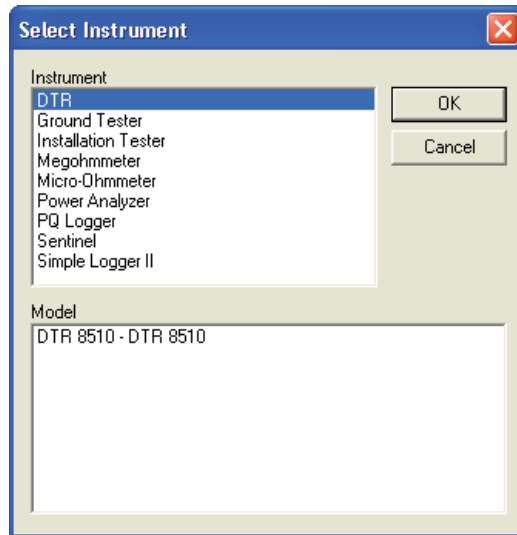 Select Instrument
Instrument
DTR
Ground Tester
Installation Tester
Megohmmeter
Micro-Ohmmeter
Power Analyzer
PQ Logger
Sentinel
Simple Logger II
OK
Cancel
Model
DTR 8510 - DTR 8510